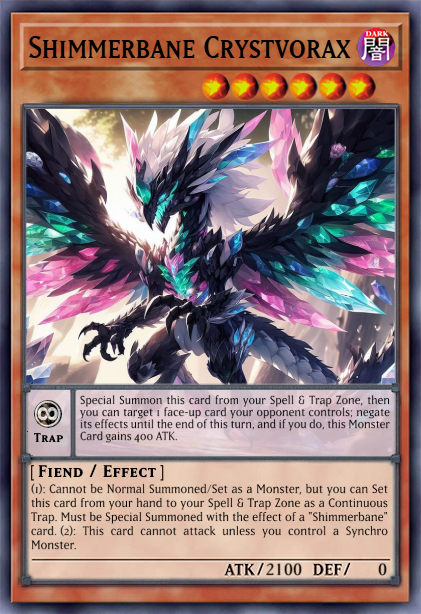 Shimmerbane Crystvorax
DARK
闇
Special Summon this card from your Spell & Trap Zone, then
you can target 1 face-up card your opponent controls; negate
its effects until the end of this turn, and if you do, this Monster
Card gains 400 ATK.
Trap
[ Fiend / Effect ]
(1): Cannot be Normal Summoned/Set as a Monster, but you can Set
this card from your hand to your Spell & Trap Zone as a Continuous
Trap. Must be Special Summoned with the effect of a "Shimmerbane"
card. (2): This card cannot attack unless you control a Synchro
Monster.
ATK/2100 DEF/ 0